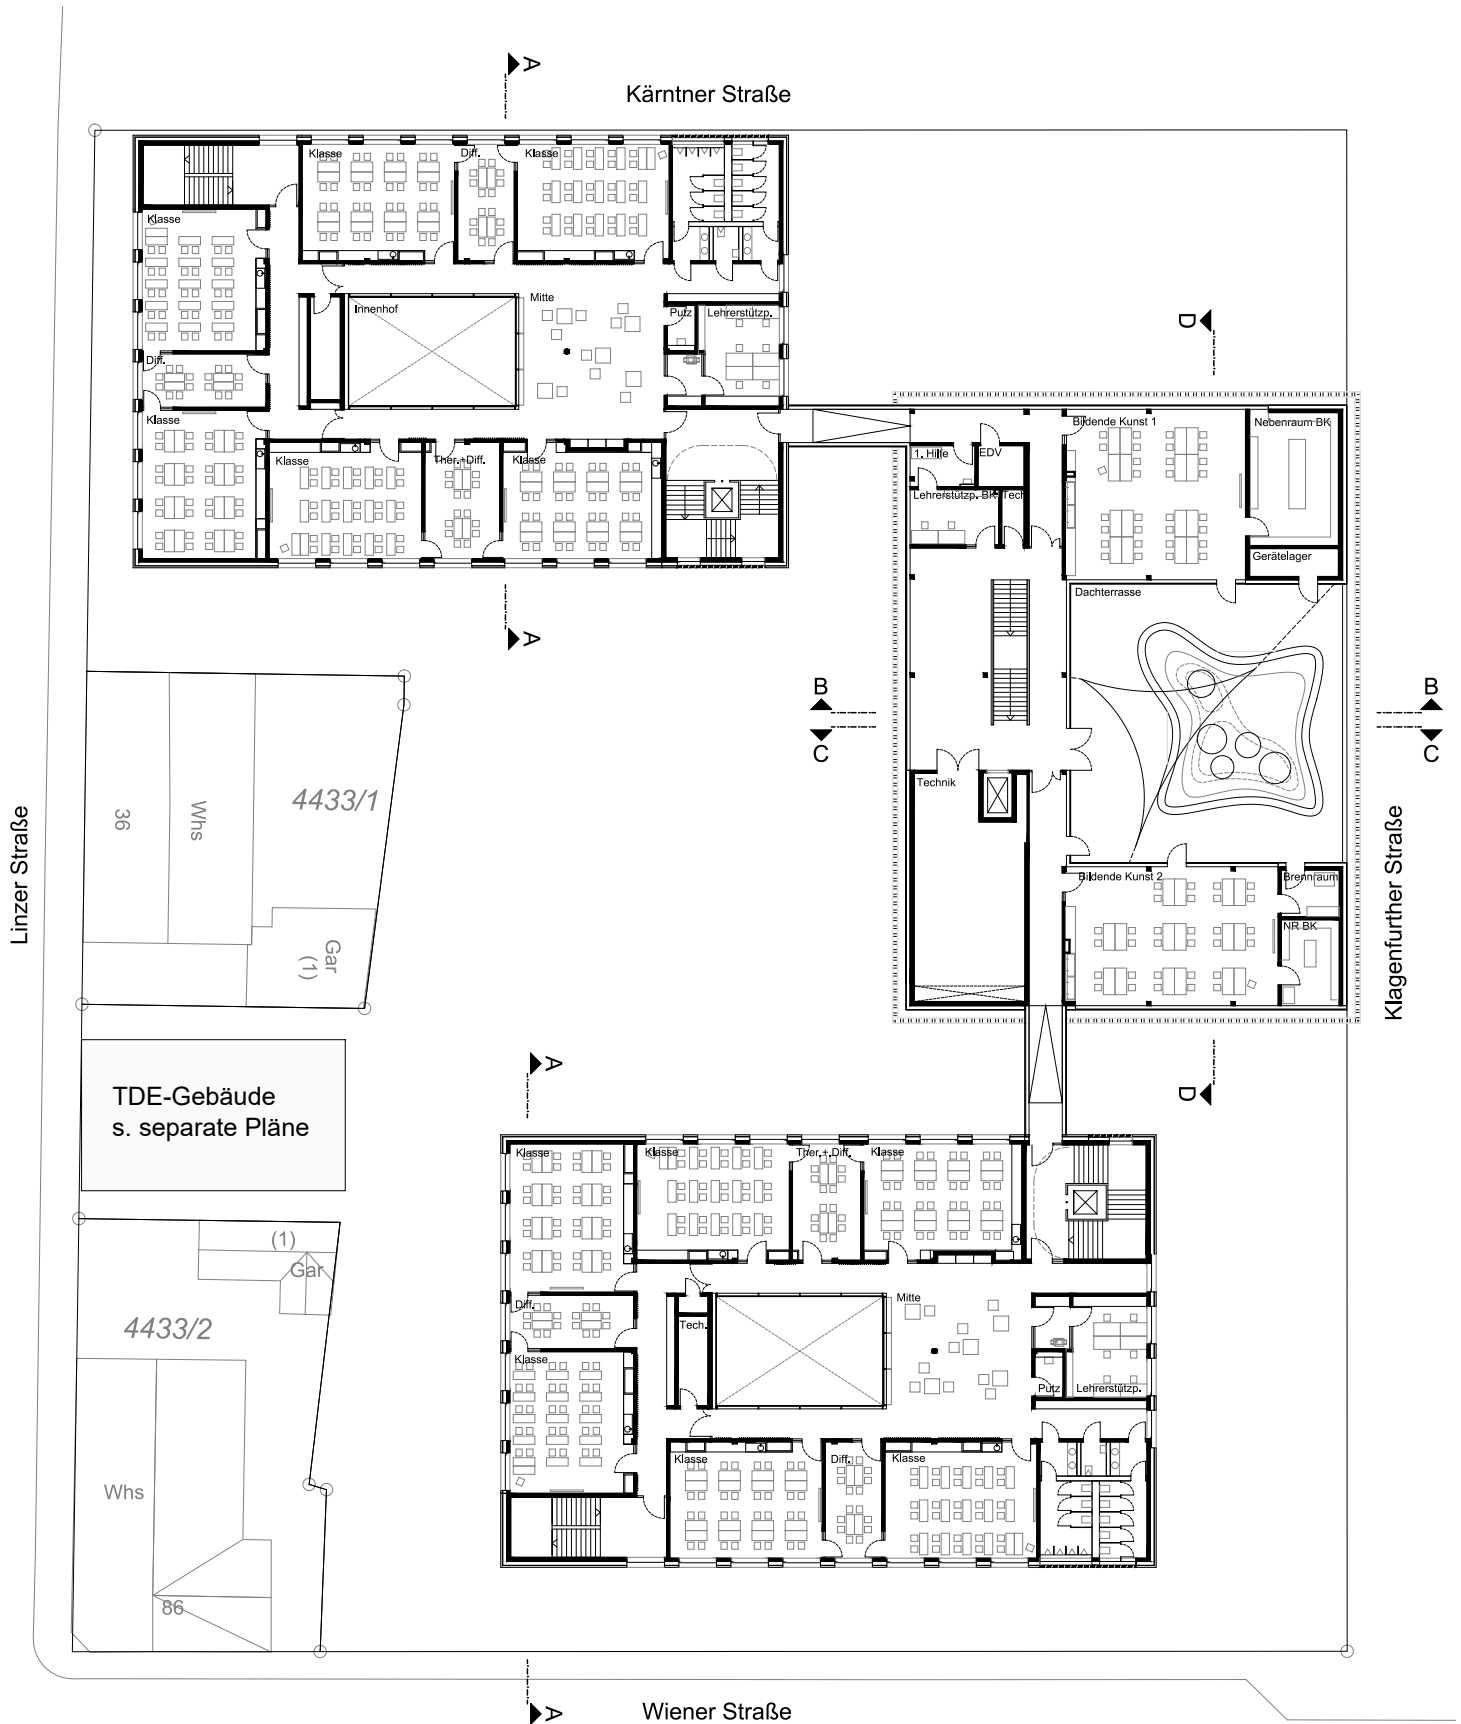 A
Kärntner Straße
Klasse
Diff.
Klasse
Klasse
Innenhof
Mitte
Putz
Lehrerstützp.
D
Diff.
Klasse
Klasse
Ther.+Diff.
Klasse
Bildende Kunst 1
Nebenraum BK
1. Hilfe
EDV
Lehrerstützp. BK
Tech
Gerätelager
Dachterrasse
A
B
C
B
C
Technik
Linzer Straße
36
Whs
4433/1
Gar
(1)
Klagenfurther Straße
Bildende Kunst 2
Brennraum
NR BK
A
D
TDE-Gebäude
s. separate Pläne
Klasse
Klasse
Ther.+Diff.
Klasse
(1)
Gar
4433/2
Diff.
Tech.
Mitte
Klasse
Putz
Lehrerstützp.
Klasse
Diff.
Klasse
Whs
86
A
Wiener Straße